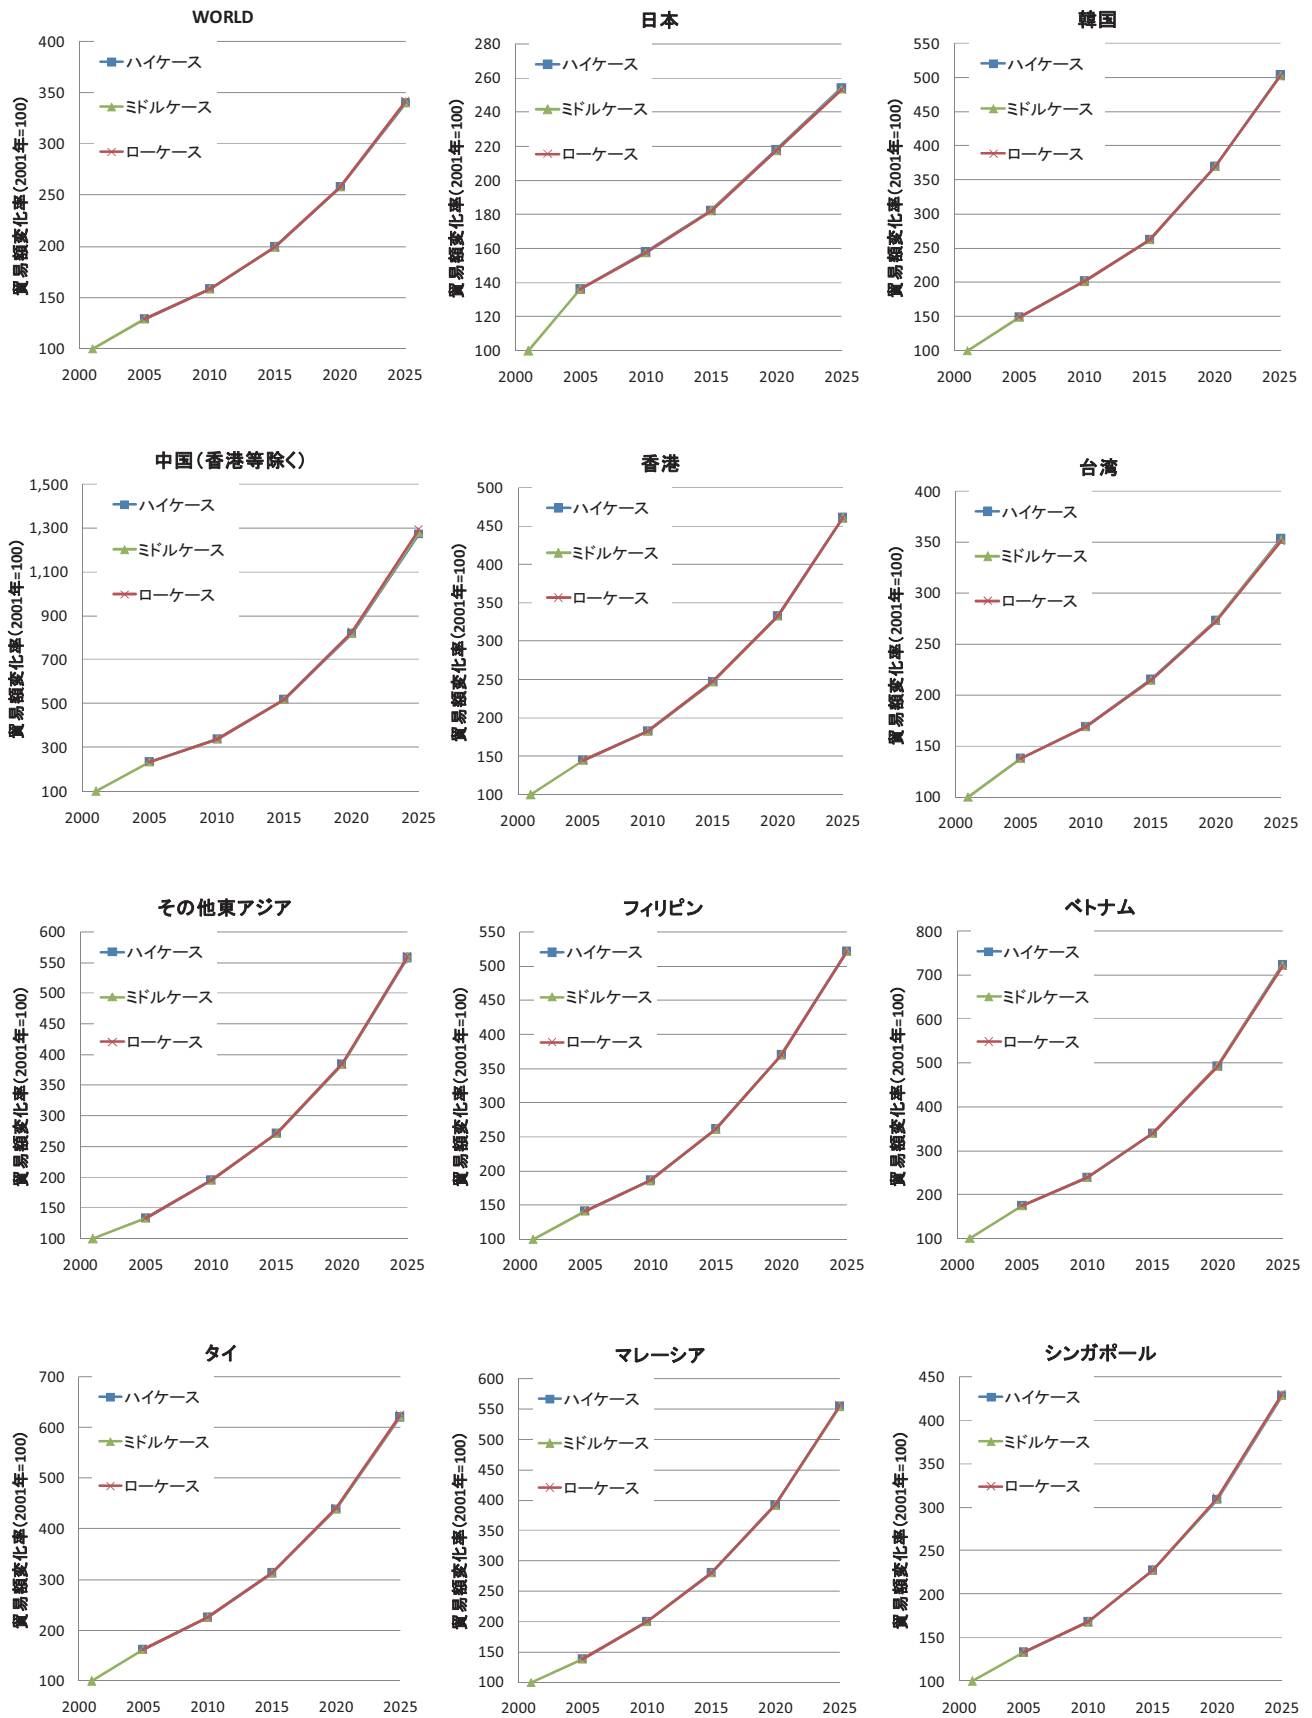 WORLD
貿易額変化率(2001年=100)
400
350
300
250
200
150
100
ハイケース
ミドルケース
ローケース
2000 2005 2010 2015 2020 2025
日本
貿易額変化率(2001年=100)
280
260
240
220
200
180
160
140
120
100
ハイケース
ミドルケース
ローケース
2000 2005 2010 2015 2020 2025
韓国
貿易額変化率(2001年=100)
550
500
450
400
350
300
250
200
150
100
ハイケース
ミドルケース
ローケース
2000 2005 2010 2015 2020 2025
中国(香港等除く)
貿易額変化率(2001年=100)
1,500
1,300
1,100
900
700
500
300
100
ハイケース
ミドルケース
ローケース
2000 2005 2010 2015 2020 2025
香港
貿易額変化率(2001年=100)
500
450
400
350
300
250
200
150
100
ハイケース
ミドルケース
ローケース
2000 2005 2010 2015 2020 2025
台湾
貿易額変化率(2001年=100)
400
350
300
250
200
150
100
ハイケース
ミドルケース
ローケース
2000 2005 2010 2015 2020 2025
その他東アジア
貿易額変化率(2001年=100)
600
550
500
450
400
350
300
250
200
150
100
ハイケース
ミドルケース
ローケース
2000 2005 2010 2015 2020 2025
フィリピン
貿易額変化率(2001年=100)
550
500
450
400
350
300
250
200
150
100
ハイケース
ミドルケース
ローケース
2000 2005 2010 2015 2020 2025
ベトナム
貿易額変化率(2001年=100)
800
700
600
500
400
300
200
100
ハイケース
ミドルケース
ローケース
2000 2005 2010 2015 2020 2025
タイ
貿易額変化率(2001年=100)
700
600
500
400
300
200
100
ハイケース
ミドルケース
ローケース
2000 2005 2010 2015 2020 2025
マレーシア
貿易額変化率(2001年=100)
600
550
500
450
400
350
300
250
200
150
100
ハイケース
ミドルケース
ローケース
2000 2005 2010 2015 2020 2025
シンガポール
貿易額変化率(2001年=100)
450
400
350
300
250
200
150
100
ハイケース
ミドルケース
ローケース
2000 2005 2010 2015 2020 2025